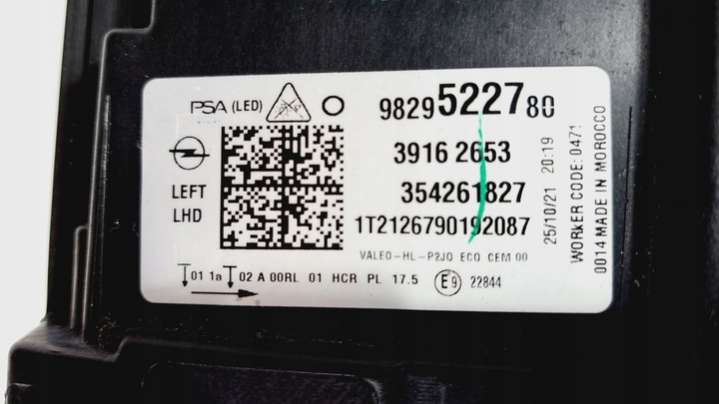 PSA (LED)
9829522780
39162653
LEFT
354261827
LHD
1T2126790192087
VALEO-HL-P2JO ECO CEM 00
01 1a 02 A 00RL 01 HCR PL 17.5 E9 22844
25/10/21 20:19
WORKER CODE: 0471
0014 MADE IN MOROCCO